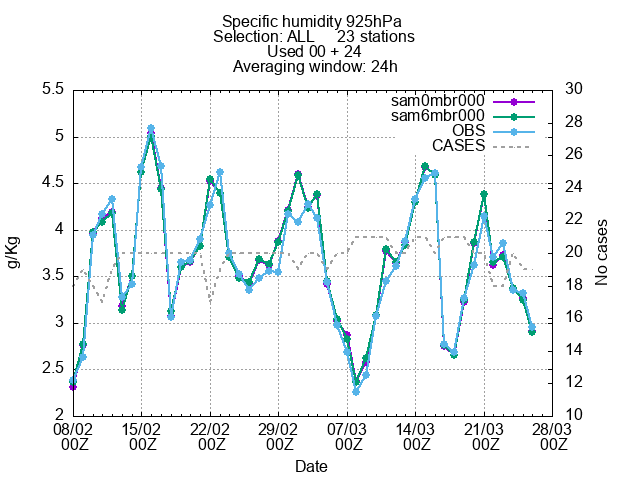 Specific humidity 925hPa
Selection: ALL 23 stations
Used 00 + 24
Averaging window: 24h
sam0mbr000
sam6mbr000
OBS
CASES
5.5
5
4.5
4
3.5
3
2.5
2
g/Kg
30
28
26
24
22
20
18
16
14
12
10
No cases
08/02 15/02 22/02 29/02 07/03 14/03 21/03 28/03
00Z 00Z 00Z 00Z 00Z 00Z 00Z 00Z
Date